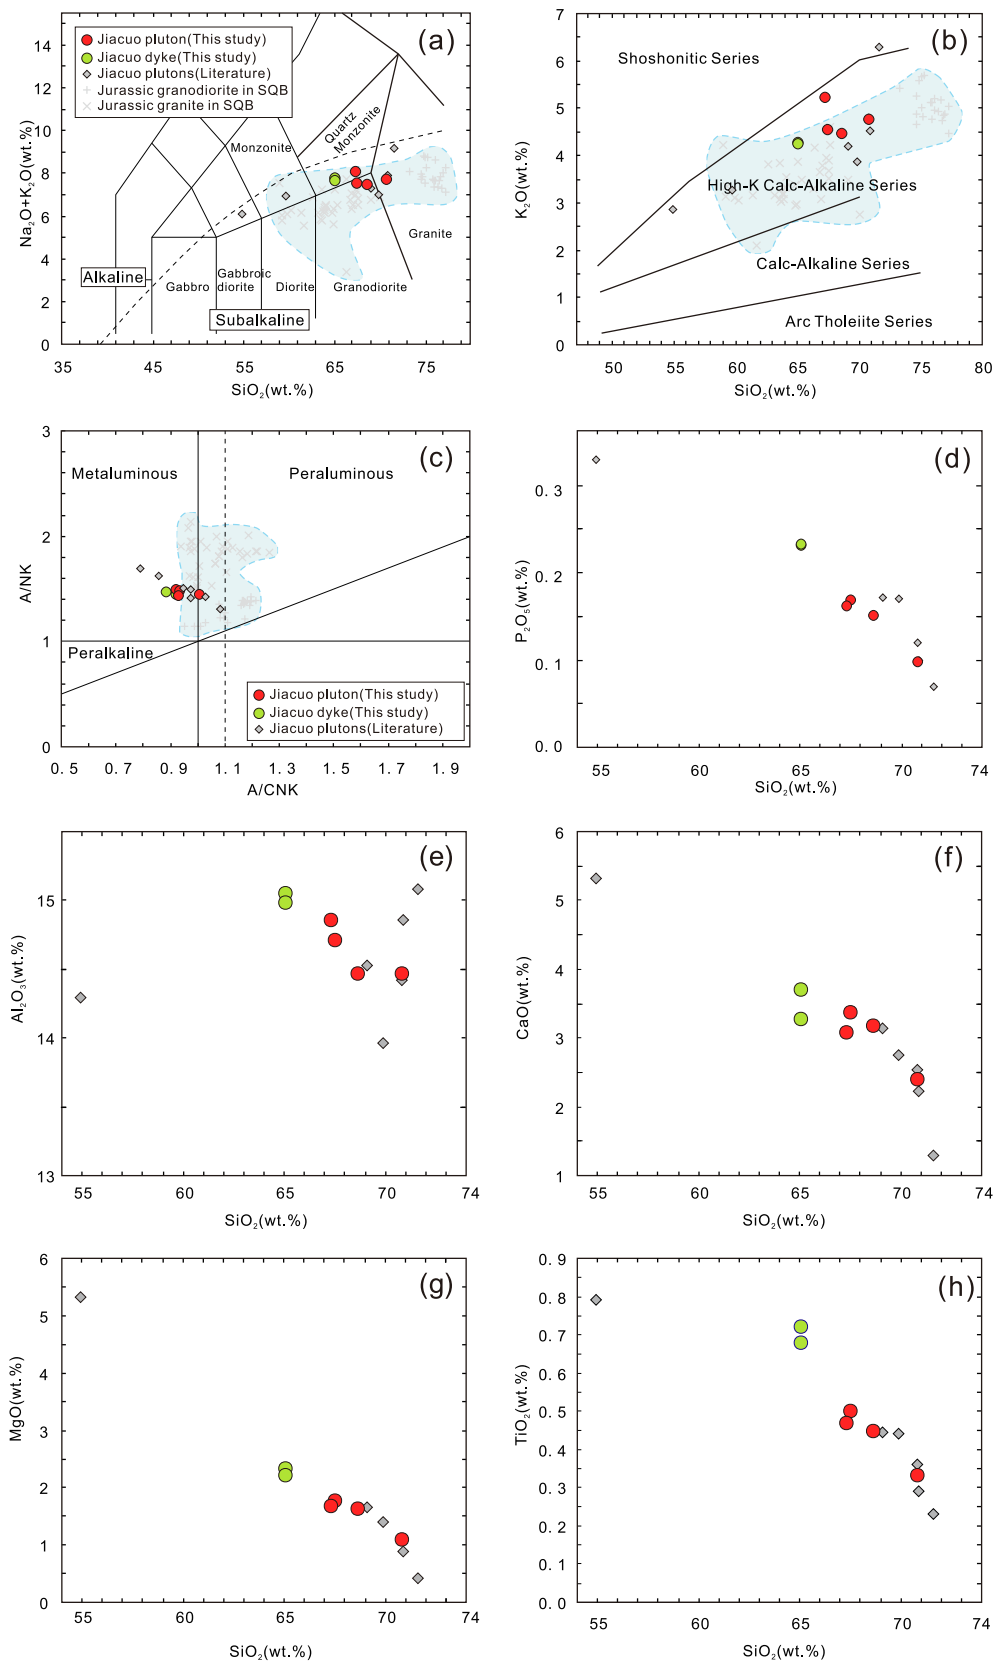 (a)
Jiacuo pluton(This study)
Jiacuo dyke(This study)
Jiacuo plutons(Literature)
Jurassic granodiorite in SQB
Jurassic granite in SQB
Quartz
Monzonite
Monzonite
Alkaline
Gabbro
Gabbroic
diorite
Diorite
Granodiorite
Granite
Subalkaline
Na₂O+K₂O(wt.%)
14
12
10
8
6
4
2
0
35
45
55
65
75
SiO₂(wt.%)
(b)
Shoshonitic Series
High-K Calc-Alkaline Series
Calc-Alkaline Series
Arc Tholeiite Series
K₂O(wt.%)
7
6
5
4
3
2
1
0
50
60
65
70
80
SiO₂(wt.%)
(c)
Metaluminous
Peraluminous
Peralkaline
Jiacuo pluton(This study)
Jiacuo dyke(This study)
Jiacuo plutons(Literature)
A/NK
3
2
1
0
0.5
0.7
0.9
1.1
1.3
1.5
1.7
1.9
A/CNK
(d)
P₂O₅(wt.%)
0.3
0.2
0.1
0.0
55
65
70
74
SiO₂(wt.%)
(e)
Al₂O₃(wt.%)
15
14
13
55
60
65
70
74
SiO₂(wt.%)
(f)
CaO(wt.%)
6
5
4
3
2
1
55
60
65
70
74
SiO₂(wt.%)
(g)
MgO(wt.%)
6
5
4
3
2
1
0
55
60
65
70
74
SiO₂(wt.%)
(h)
TiO₂(wt.%)
0.9
0.8
0.7
0.6
0.5
0.4
0.3
0.2
0.1
0.0
55
60
65
70
74
SiO₂(wt.%)